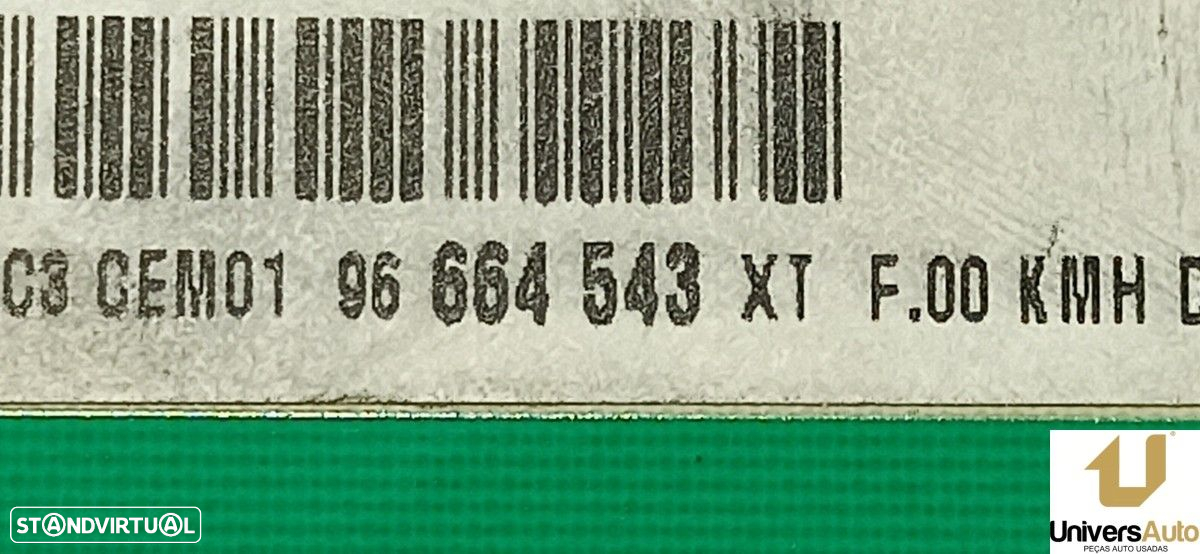 C3 CEM01 96 664 543 XT F.00 KMH D
STANDVIRTUAL
UniversAuto
PEÇAS AUTO USADAS